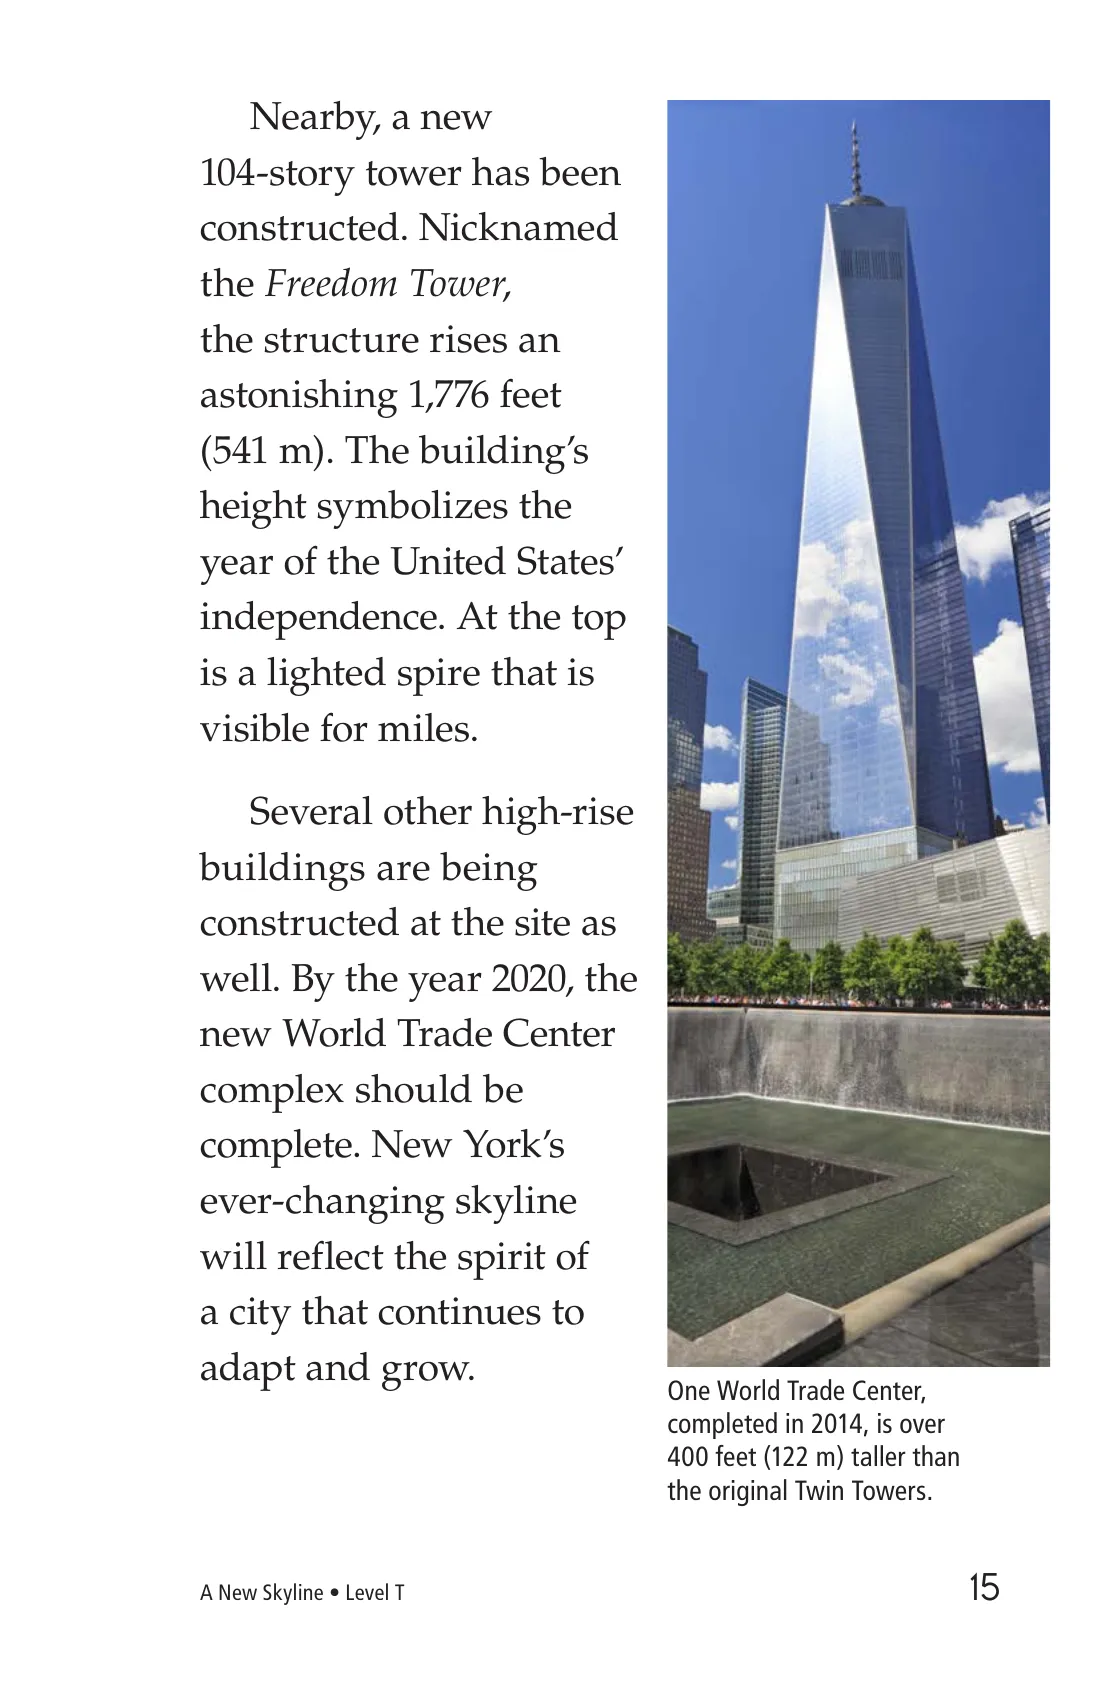 Nearby, a new
104-story tower has been
constructed. Nicknamed
the Freedom Tower,
the structure rises an
astonishing 1,776 feet
(541 m). The building’s
height symbolizes the
year of the United States’
independence. At the top
is a lighted spire that is
visible for miles.
Several other high-rise
buildings are being
constructed at the site as
well. By the year 2020, the
new World Trade Center
complex should be
complete. New York’s
ever-changing skyline
will reflect the spirit of
a city that continues to
adapt and grow.
One World Trade Center,
completed in 2014, is over
400 feet (122 m) taller than
the original Twin Towers.
A New Skyline • Level T
15